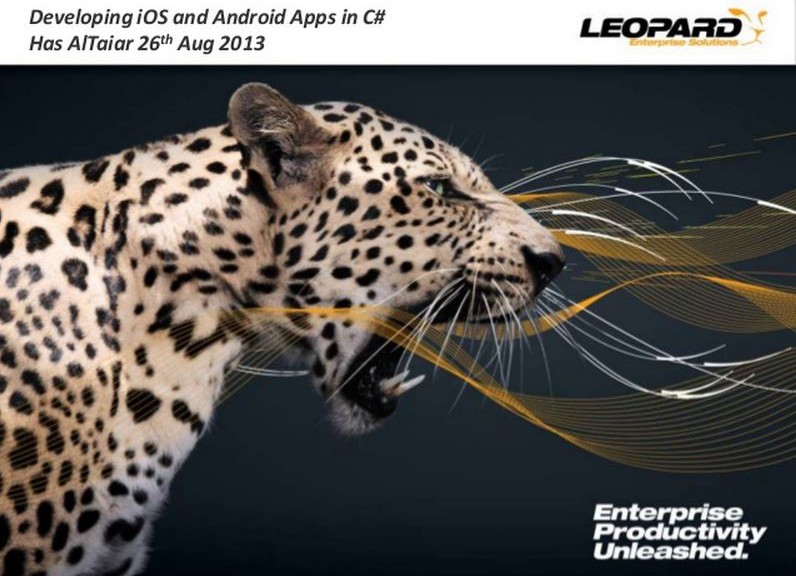 Developing iOS and Android Apps in C#
Has AlTaiar 26th Aug 2013
LEOPARD
Enterprise Solutions
Enterprise
Productivity
Unleashed.